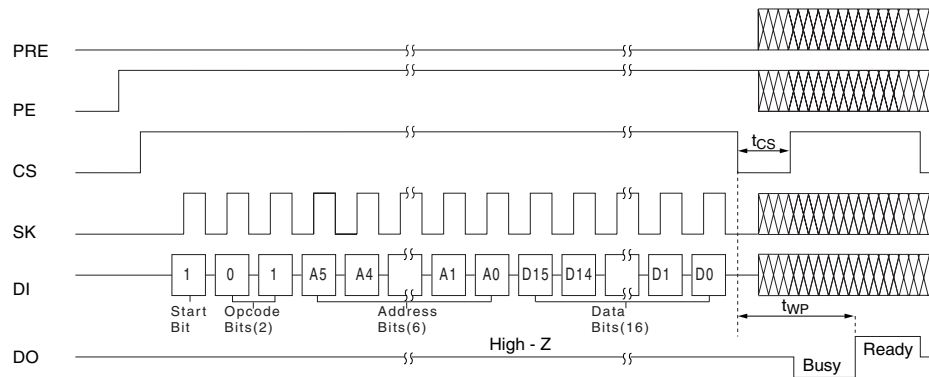 PRE
PE
CS
tCS
SK
DI
1 0 1 A5 A4 A1 A0 D15 D14 D1 D0
Start Bit
Opcode Bits(2)
Address Bits(6)
Data Bits(16)
tWP
DO
High - Z
Busy
Ready